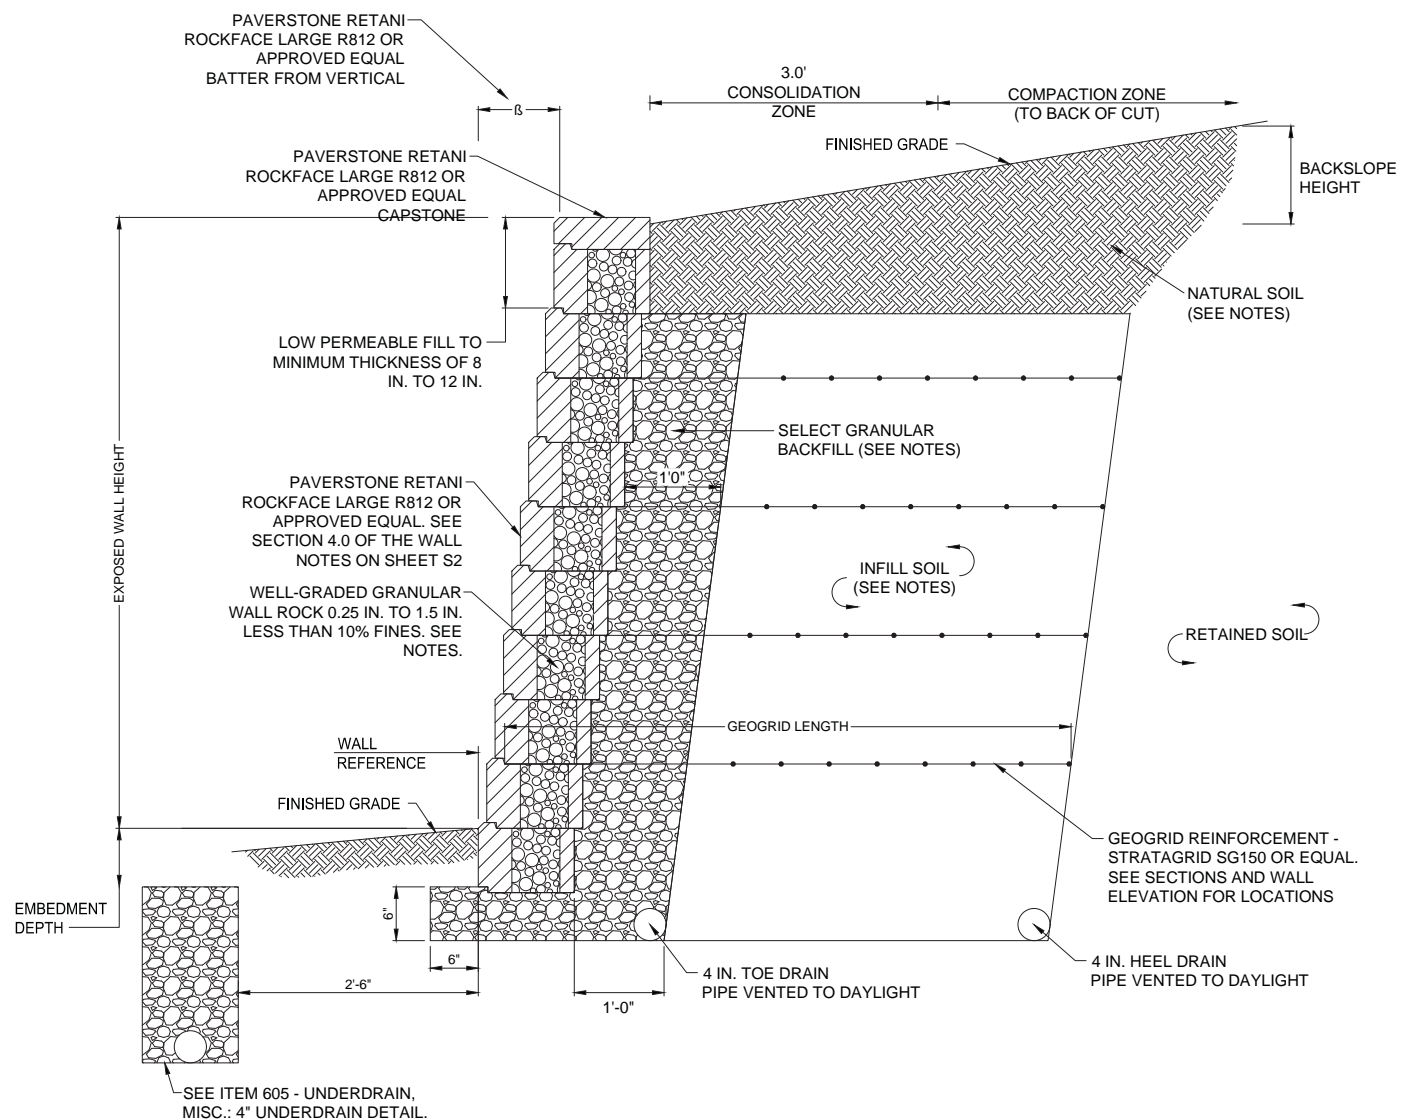 PAVERSTONE RETANI
ROCKFACE LARGE R812 OR
APPROVED EQUAL
BATTER FROM VERTICAL
ß
3.0'
CONSOLIDATION
ZONE
COMPACTION ZONE
(TO BACK OF CUT)
FINISHED GRADE
BACKSLOPE
HEIGHT
PAVERSTONE RETANI
ROCKFACE LARGE R812 OR
APPROVED EQUAL
CAPSTONE
NATURAL SOIL
(SEE NOTES)
LOW PERMEABLE FILL TO
MINIMUM THICKNESS OF 8
IN. TO 12 IN.
EXPOSED WALL HEIGHT
SELECT GRANULAR
BACKFILL (SEE NOTES)
1'0"
PAVERSTONE RETANI
ROCKFACE LARGE R812 OR
APPROVED EQUAL. SEE
SECTION 4.0 OF THE WALL
NOTES ON SHEET S2
INFILL SOIL
(SEE NOTES)
WELL-GRADED GRANULAR
WALL ROCK 0.25 IN. TO 1.5 IN.
LESS THAN 10% FINES. SEE
NOTES.
RETAINED SOIL
GEOGRID LENGTH
WALL
REFERENCE
FINISHED GRADE
GEOGRID REINFORCEMENT -
STRATAGRID SG150 OR EQUAL.
SEE SECTIONS AND WALL
ELEVATION FOR LOCATIONS
EMBEDMENT
DEPTH
6"
6"
2'-6"
1'-0"
4 IN. TOE DRAIN
PIPE VENTED TO DAYLIGHT
4 IN. HEEL DRAIN
PIPE VENTED TO DAYLIGHT
SEE ITEM 605 - UNDERDRAIN,
MISC.: 4" UNDERDRAIN DETAIL.